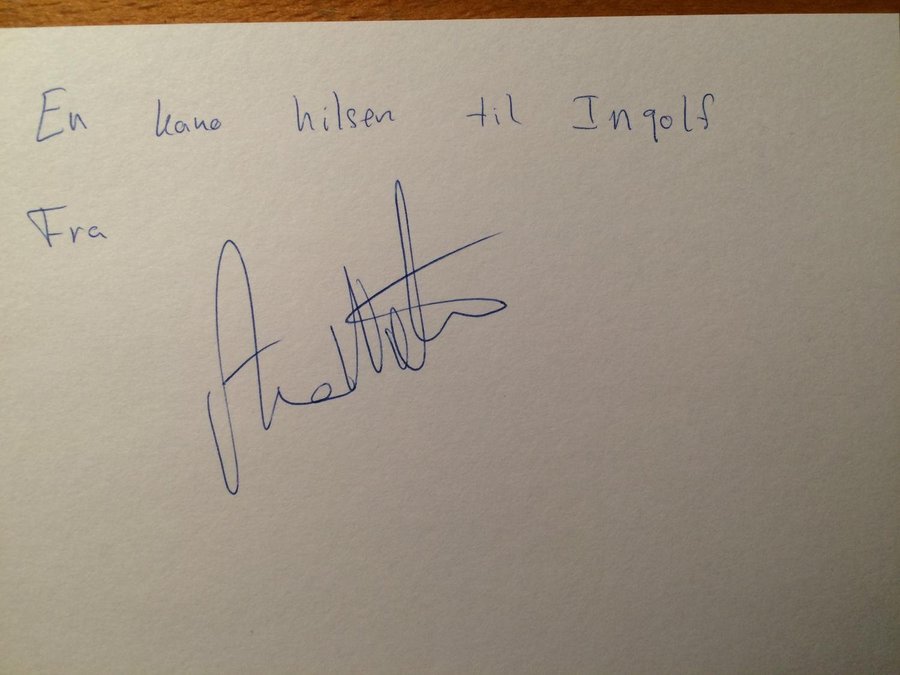 En kano hilsen til Ingolf
Fra